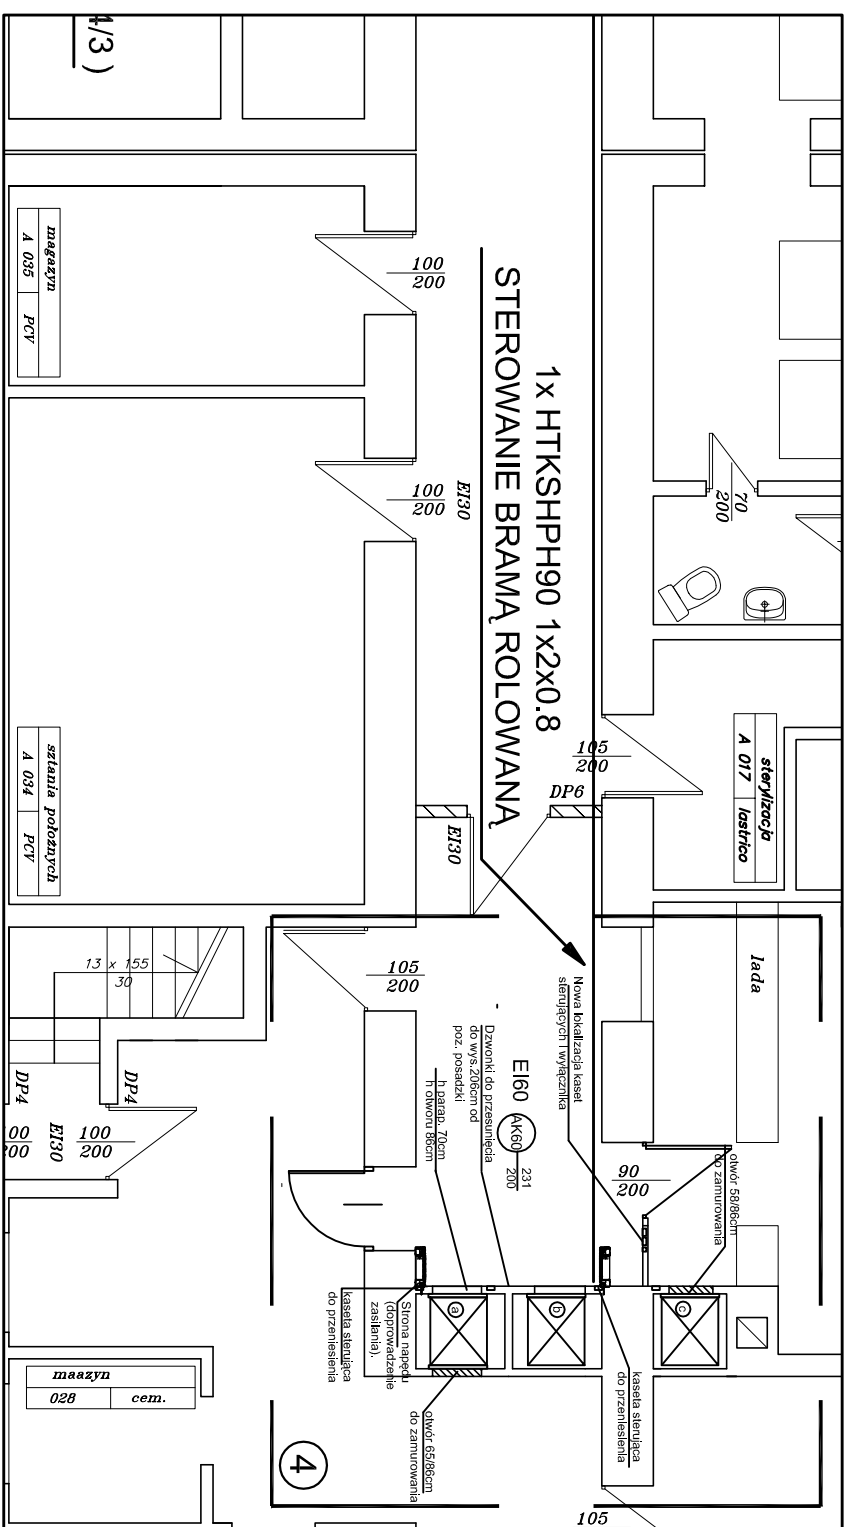 4/3 )
magazyn
A 035 PCV
100
200
1x HTKSHPH90 1x2x0.8
STEROWANIE BRAMĄ ROLOWANĄ
100
200
EI30
70
200
105
200
DP6
EI30
sterylizacja
A 017 lastrico
sztania położnych
A 034 PCV
13 x 155
30
105
200
lada
Nowa lokalizacja kaset
sterujących i wyłącznika
Dzwonki do przesunięcia
do wys.206cm od
poz. posadzki
h parap. 70cm
h otworu 86cm
EI60
AK60
231
200
DP4
DP4
EI30
00
00
100
200
90
200
otwór 58/86cm
do zamurowania
a
b
c
Strona napędu
(doprowadzenie
zasilania).
kaseta sterująca
do przeniesienia
kaseta sterująca
do przeniesienia
otwór 65/86cm
do zamurowania
maazyn
028 cem.
4
105